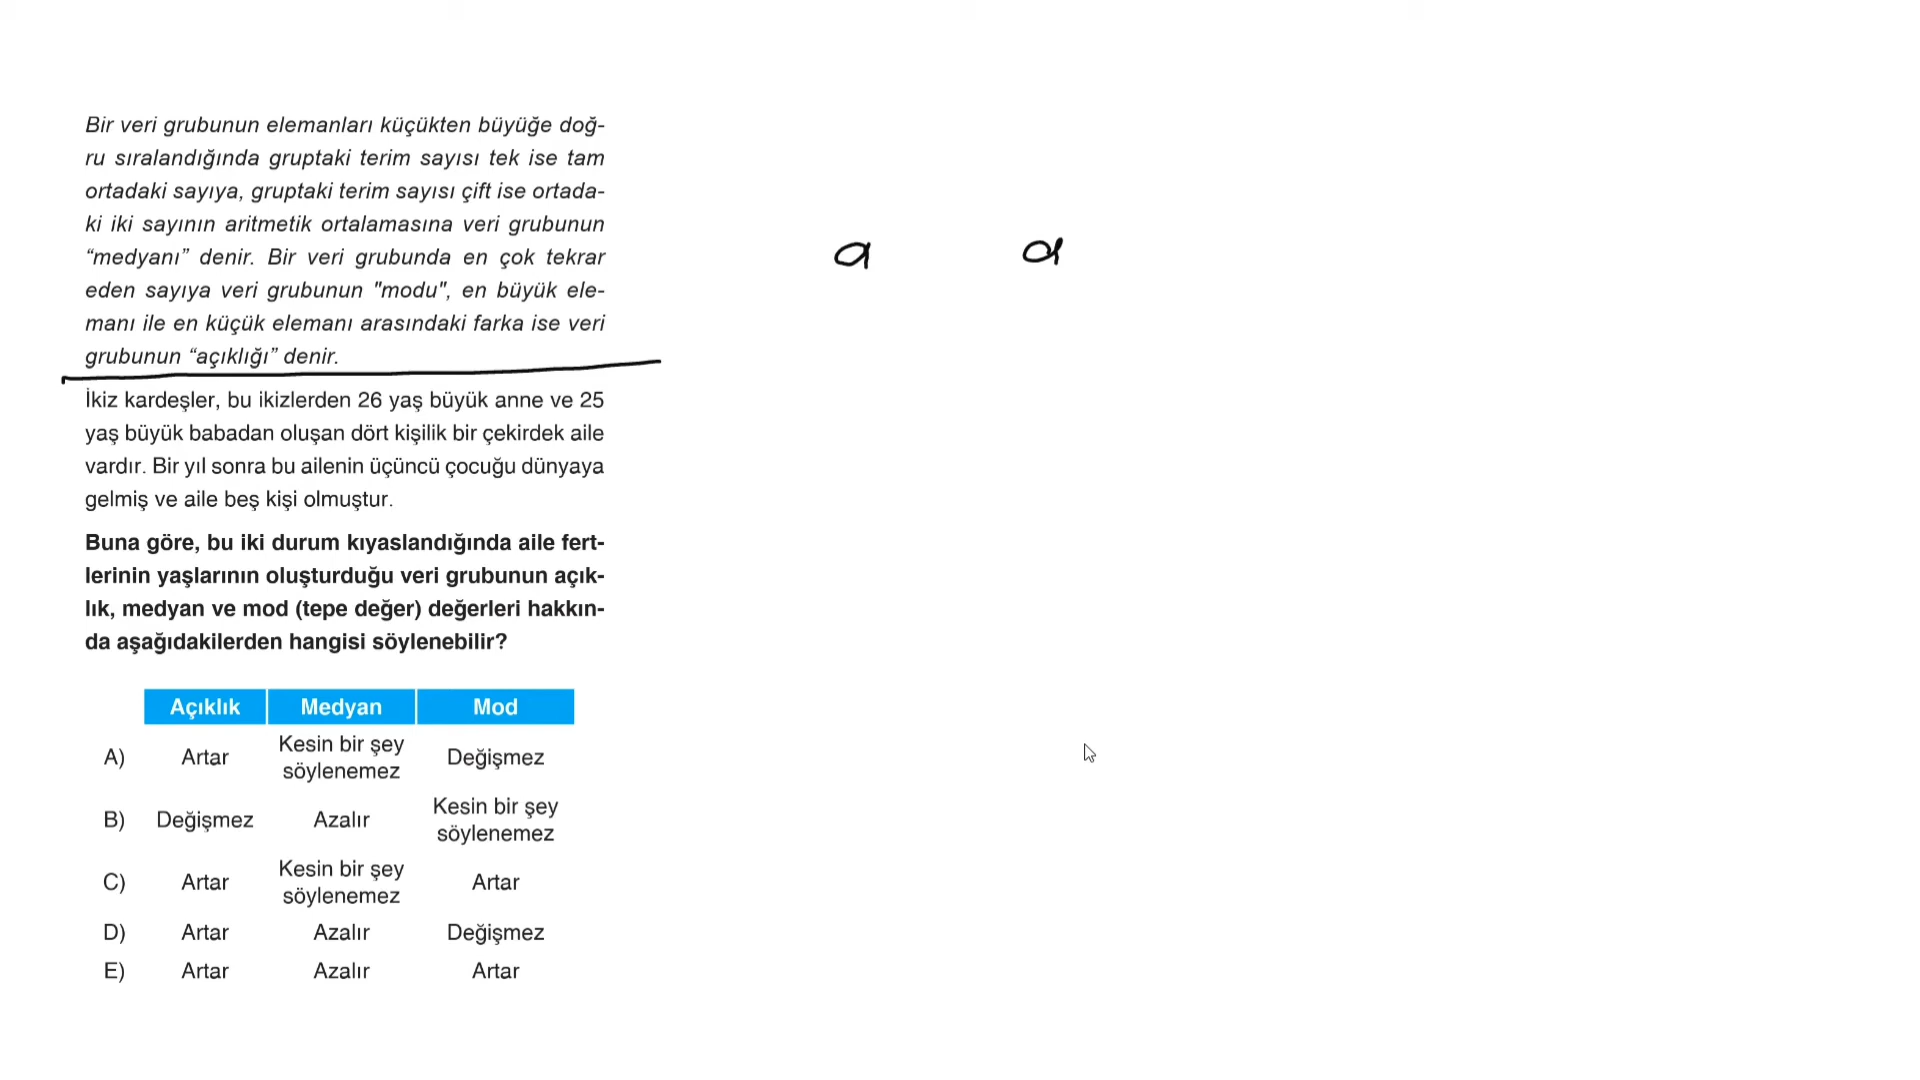 Bir veri grubunun elemanları küçükten büyüğe doğ-
ru sıralandığında gruptaki terim sayısı tek ise tam
ortadaki sayıya, gruptaki terim sayısı çift ise ortada-
ki iki sayının aritmetik ortalamasına veri grubunun
“medyanı” denir. Bir veri grubunda en çok tekrar
eden sayıya veri grubunun "modu", en büyük ele-
manı ile en küçük elemanı arasındaki farka ise veri
grubunun “açıklığı” denir.
a a
İkiz kardeşler, bu ikizlerden 26 yaş büyük anne ve 25
yaş büyük babadan oluşan dört kişilik bir çekirdek aile
vardır. Bir yıl sonra bu ailenin üçüncü çocuğu dünyaya
gelmiş ve aile beş kişi olmuştur.
Buna göre, bu iki durum kıyaslandığında aile fert-
lerinin yaşlarının oluşturduğu veri grubunun açık-
lık, medyan ve mod (tepe değer) değerleri hakkın-
da aşağıdakilerden hangisi söylenebilir?
Açıklık Medyan Mod
A) Artar Kesin bir şey söylenemez Değişmez
B) Değişmez Azalır Kesin bir şey söylenemez
C) Artar Kesin bir şey söylenemez Artar
D) Artar Azalır Değişmez
E) Artar Azalır Artar